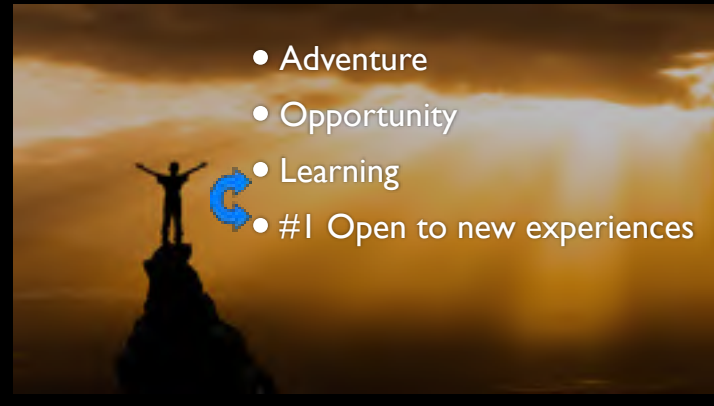 • Adventure
• Opportunity
• Learning
• #1 Open to new experiences